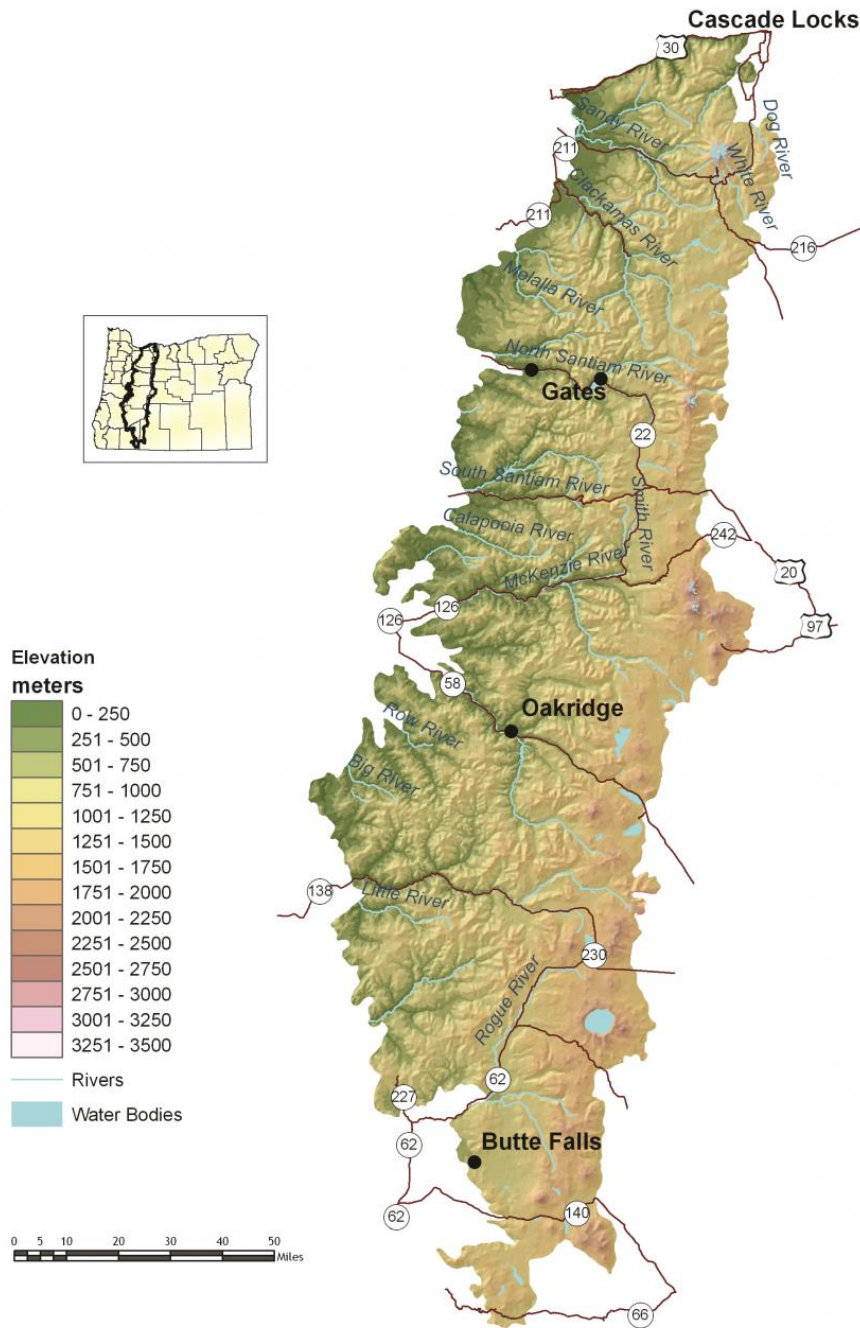 Cascade Locks
30
Sandy River
Dog River
211
White River
Clackamas River
211
216
Molalla River
North Santiam River
Gates
22
South Santiam River
Smith River
Calapooia River
242
McKenzie River
20
126
126
97
Elevation
meters
0 - 250
251 - 500
501 - 750
751 - 1000
1001 - 1250
1251 - 1500
1501 - 1750
1751 - 2000
2001 - 2250
2251 - 2500
2501 - 2750
2751 - 3000
3001 - 3250
3251 - 3500
Rivers
Water Bodies
58
Oakridge
Row River
Big River
138
Little River
230
Rogue River
62
227
Butte Falls
62
62
140
0 5 10 20 30 40 50
Miles
66